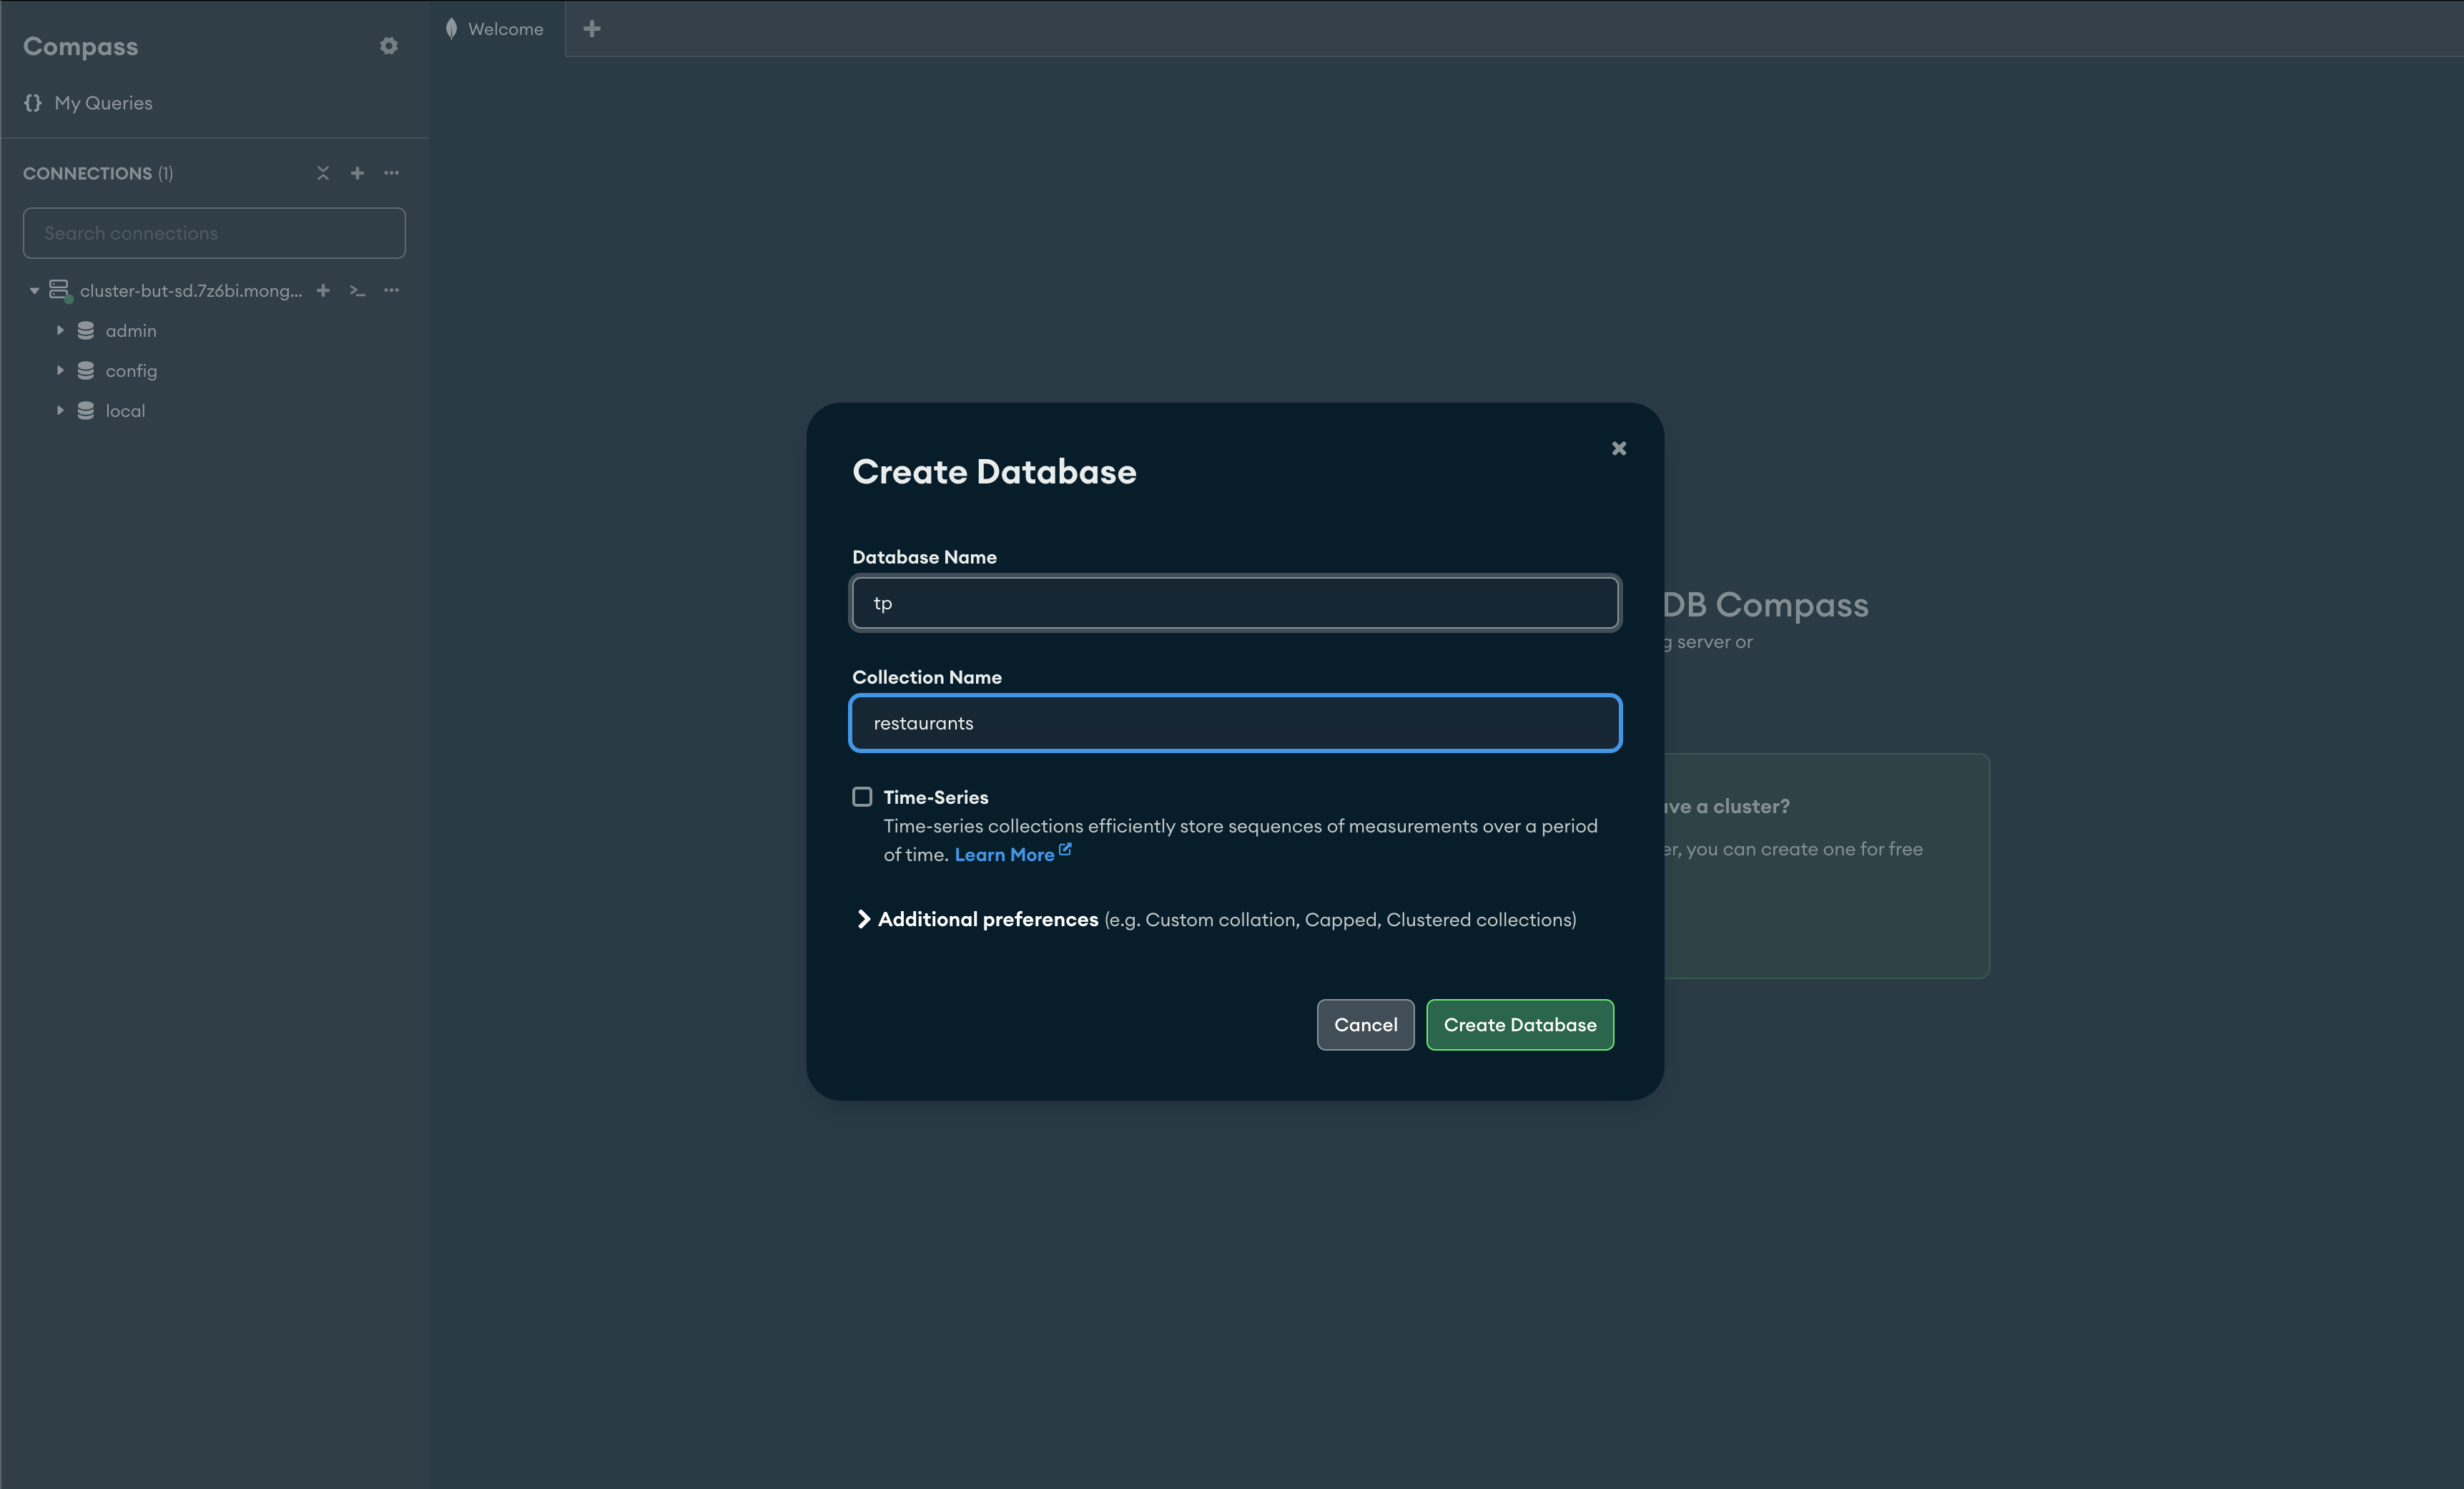 Compass
{} My Queries
CONNECTIONS (1)
Search connections
cluster-but-sd.7z6bi.mong...
admin
config
local
Welcome
Create Database
Database Name
tp
Collection Name
restaurants
Time-Series
Time-series collections efficiently store sequences of measurements over a period
of time. Learn More
Additional preferences (e.g. Custom collation, Capped, Clustered collections)
Cancel
Create Database
DB Compass
server or
a cluster?
, you can create one for free